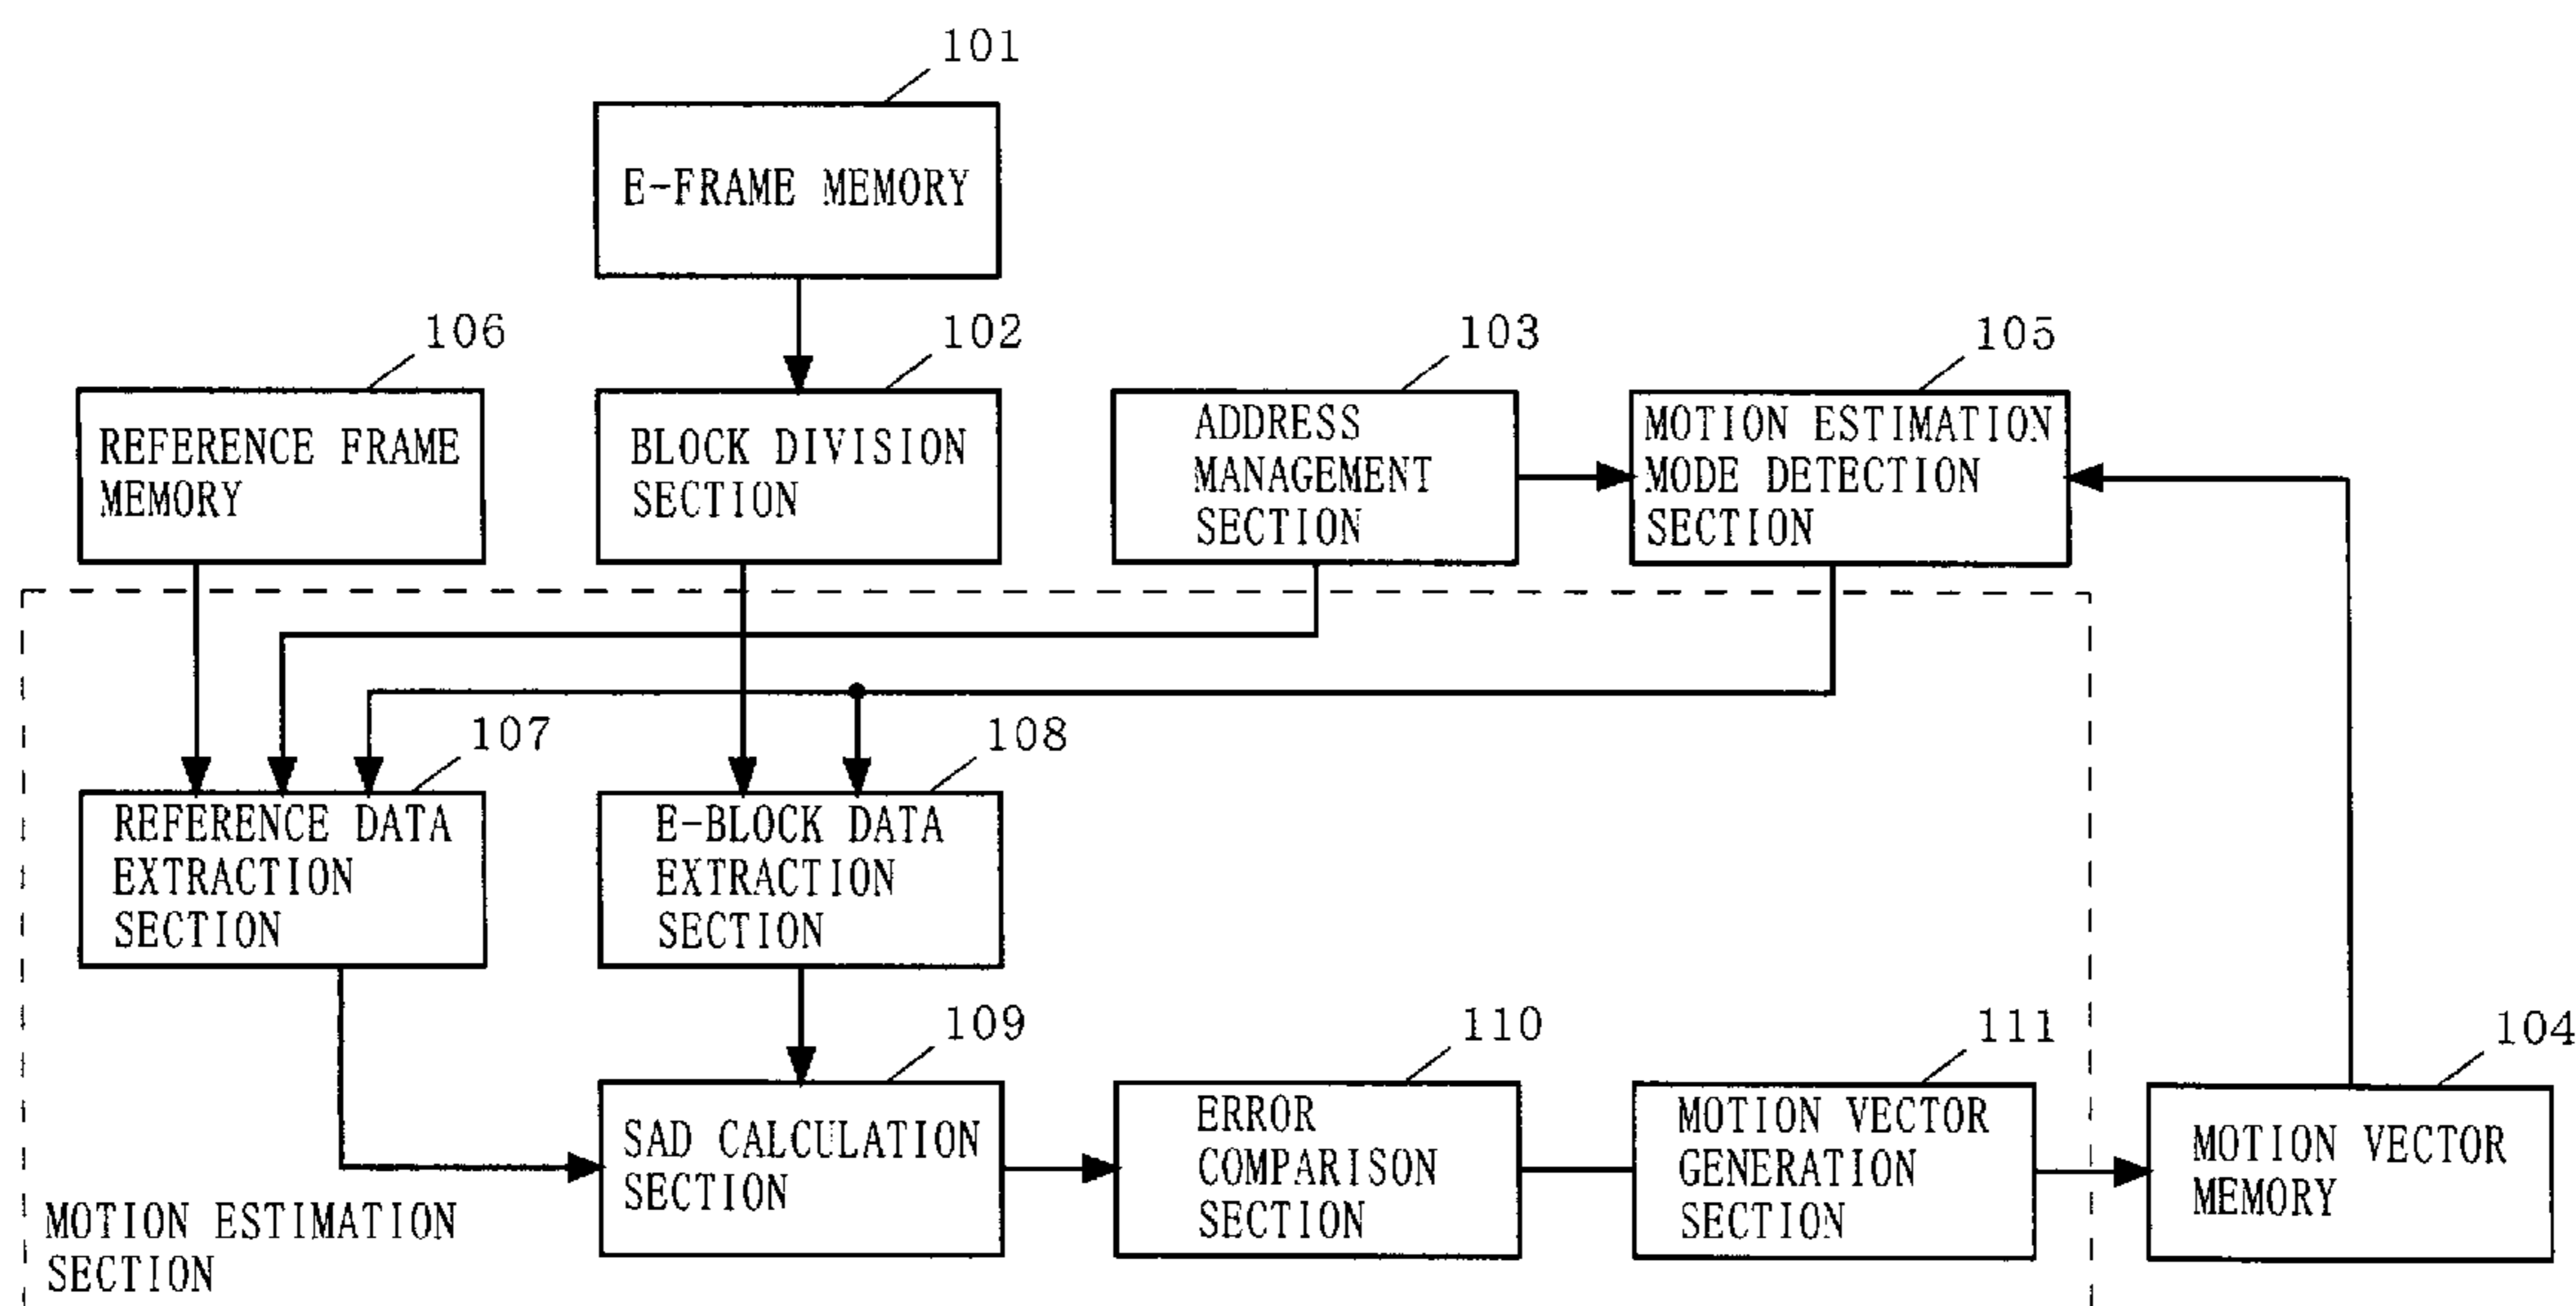 101
E-FRAME MEMORY
106
102
103
105
REFERENCE FRAME
MEMORY
BLOCK DIVISION
SECTION
ADDRESS
MANAGEMENT
SECTION
MOTION ESTIMATION
MODE DETECTION
SECTION
107
108
REFERENCE DATA
EXTRACTION
SECTION
E-BLOCK DATA
EXTRACTION
SECTION
109
110
111
104
SAD CALCULATION
SECTION
ERROR
COMPARISON
SECTION
MOTION VECTOR
GENERATION
SECTION
MOTION VECTOR
MEMORY
MOTION ESTIMATION
SECTION